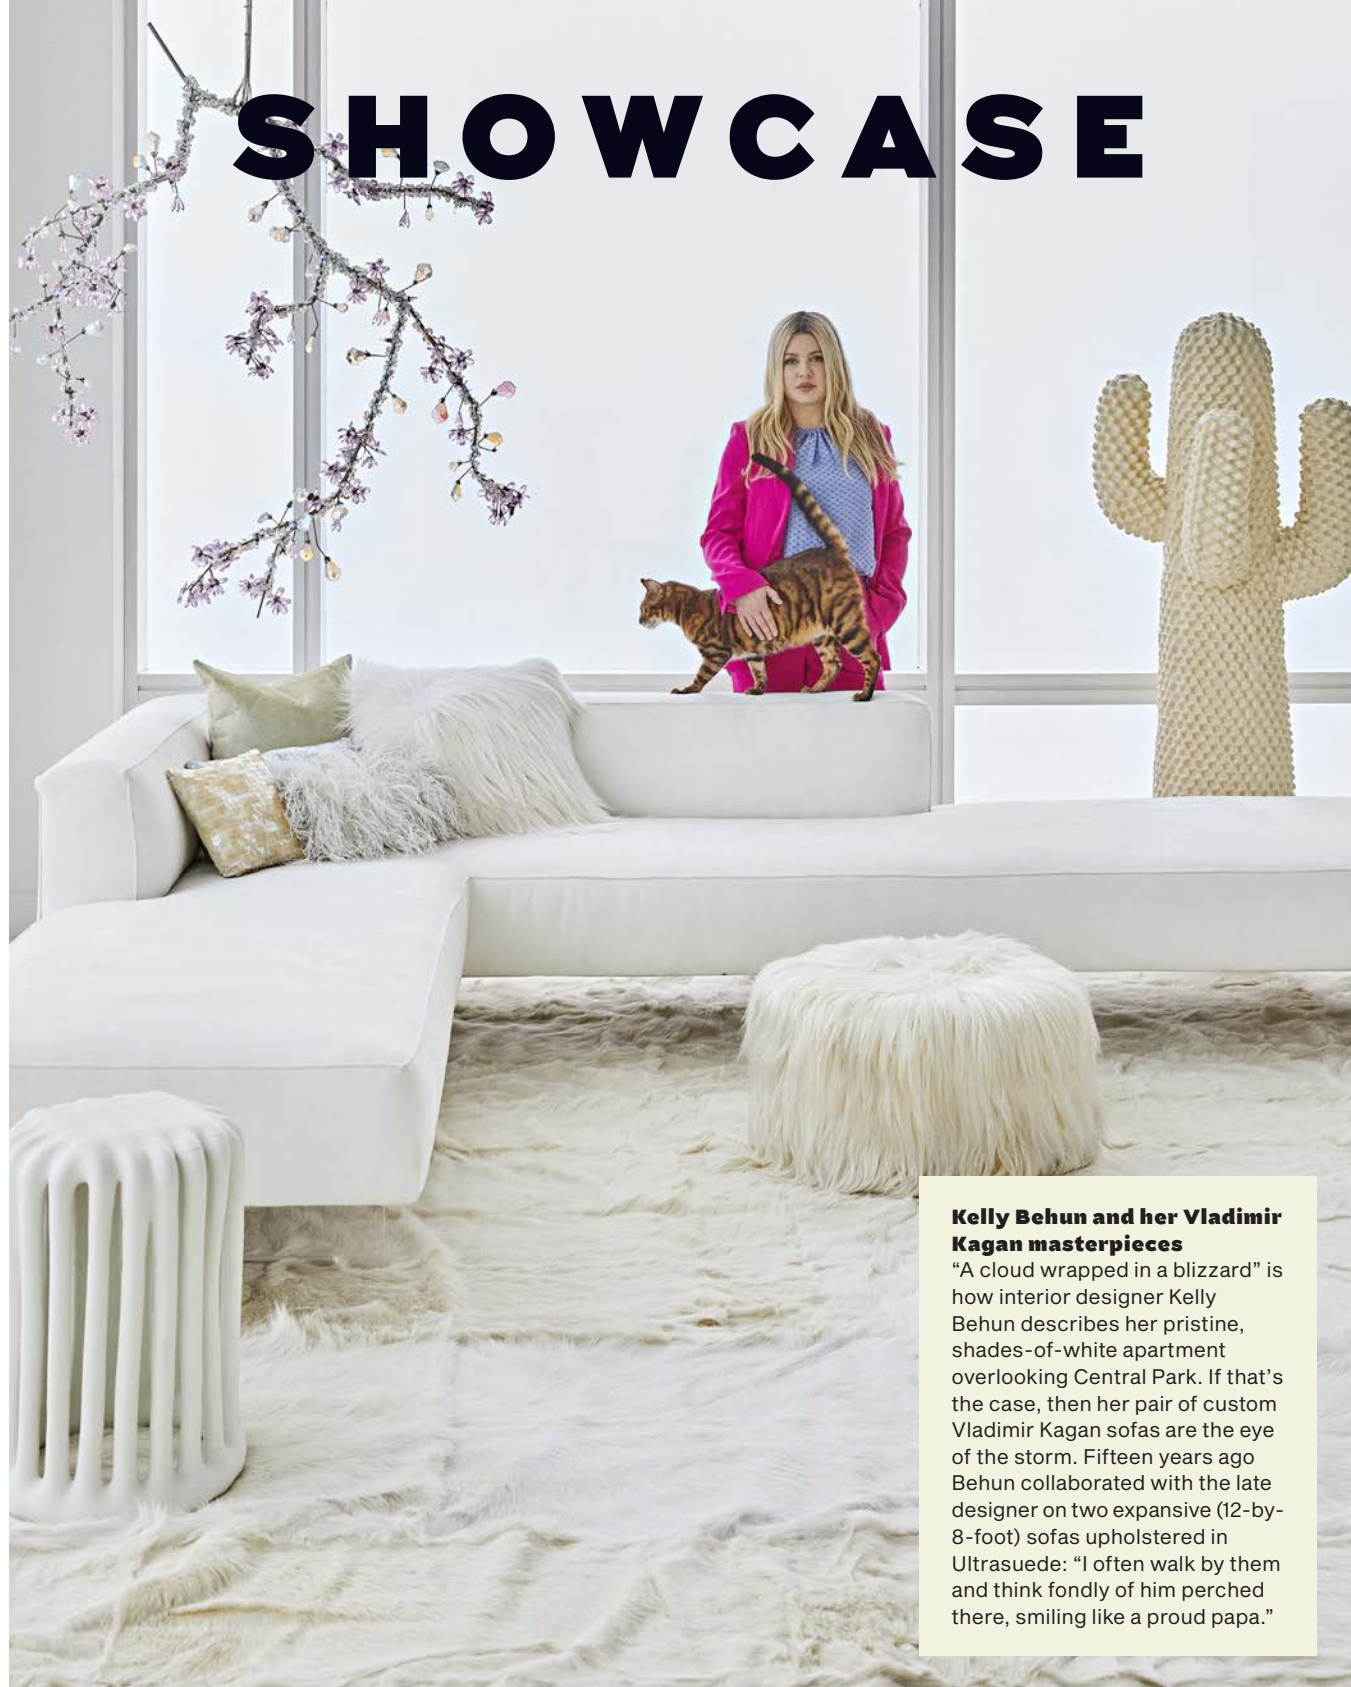 SHOWCASE
Kelly Behun and her Vladimir
Kagan masterpieces
“A cloud wrapped in a blizzard” is
how interior designer Kelly
Behun describes her pristine,
shades-of-white apartment
overlooking Central Park. If that’s
the case, then her pair of custom
Vladimir Kagan sofas are the eye
of the storm. Fifteen years ago
Behun collaborated with the late
designer on two expansive (12-by-
8-foot) sofas upholstered in
Ultrasuede: “I often walk by them
and think fondly of him perched
there, smiling like a proud papa.”